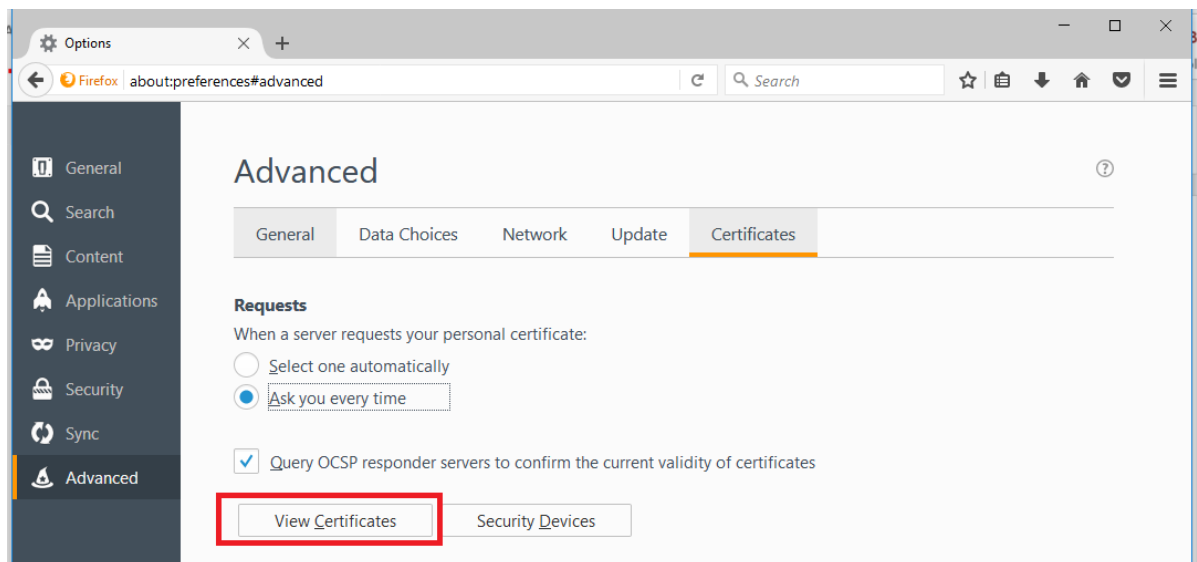 Options
Firefox about:preferences#advanced
Search
General
Search
Content
Applications
Privacy
Security
Sync
Advanced
Advanced
General Data Choices Network Update Certificates
Requests
When a server requests your personal certificate:
Select one automatically
Ask you every time
Query OCSP responder servers to confirm the current validity of certificates
View Certificates Security Devices